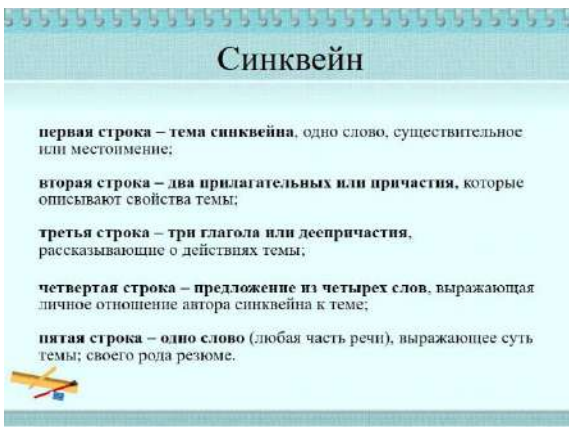 Синквейн
первая строка – тема синквейна, одно слово, существительное
или местоимение;
вторая строка – два прилагательных или причастия, которые
описывают свойства темы;
третья строка – три глагола или деепричастия,
рассказывающие о действиях темы;
четвертая строка – предложение из четырех слов, выражающая
личное отношение автора синквейна к теме;
пятая строка – одно слово (любая часть речи), выражающее суть
темы; своего рода резюме.